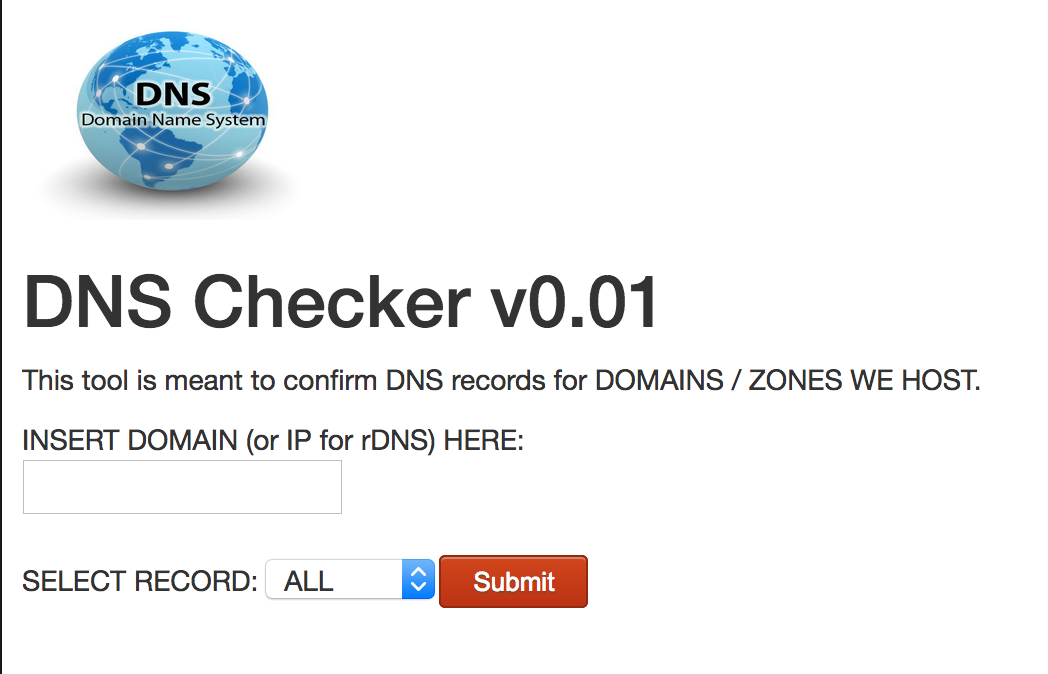 DNS
Domain Name System
DNS Checker v0.01
This tool is meant to confirm DNS records for DOMAINS / ZONES WE HOST.
INSERT DOMAIN (or IP for rDNS) HERE:
SELECT RECORD: ALL Submit